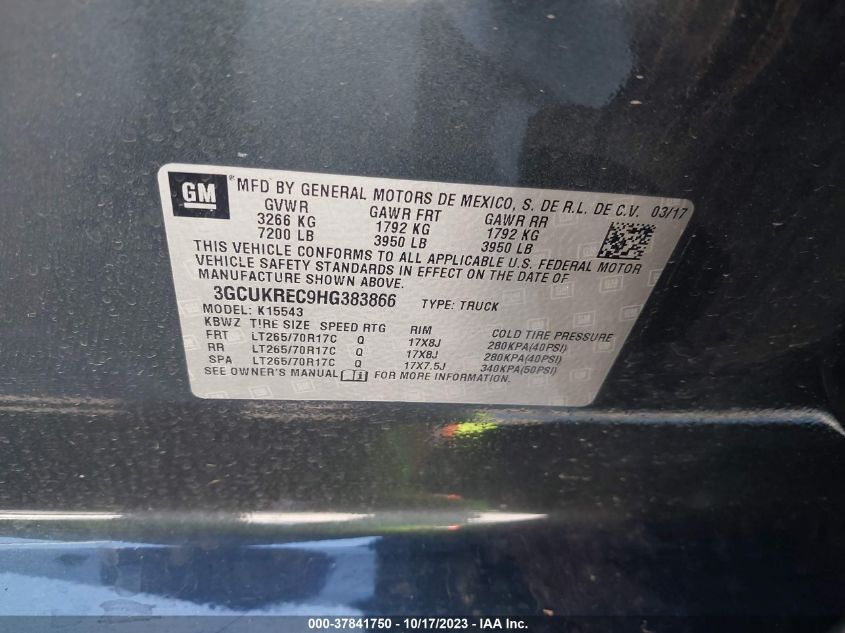 GM ® MFD BY GENERAL MOTORS DE MEXICO, S. DE R.L. DE C.V. 03/17
GVWR GAWR FRT GAWR RR
3266 KG 1792 KG 1792 KG
7200 LB 3950 LB 3950 LB
THIS VEHICLE CONFORMS TO ALL APPLICABLE U.S. FEDERAL MOTOR
VEHICLE SAFETY STANDARDS IN EFFECT ON THE DATE OF
MANUFACTURE SHOWN ABOVE.
3GCUKREC9HG383866 TYPE: TRUCK
MODEL: K15543
KBWZ TIRE SIZE SPEED RTG RIM COLD TIRE PRESSURE
FRT LT265/70R17C Q 17X8J 280KPA(40PSI)
RR LT265/70R17C Q 17X8J 280KPA(40PSI)
SPA LT265/70R17C Q 17X7.5J 340KPA(50PSI)
SEE OWNER'S MANUAL FOR MORE INFORMATION.
000-37841750 - 10/17/2023 - IAA Inc.